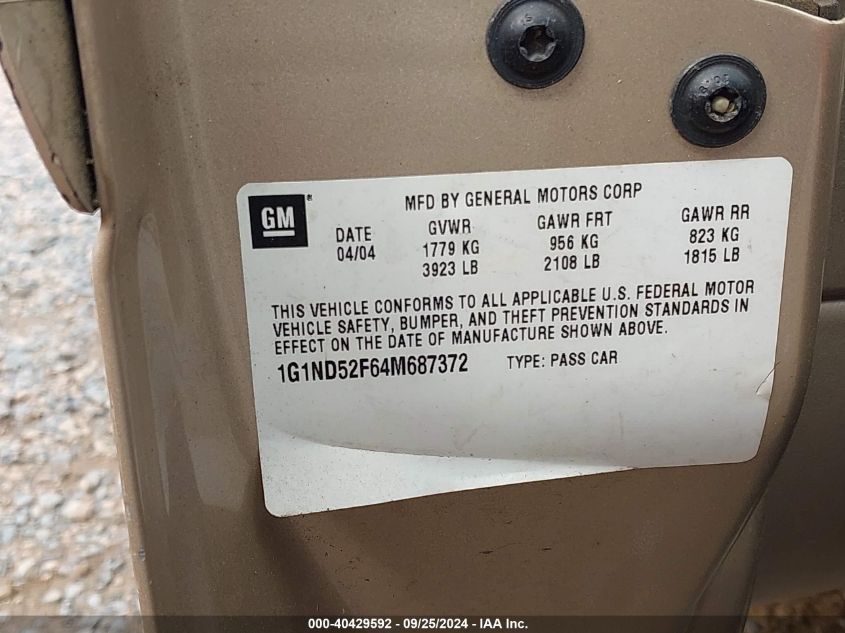 GM ®
MFD BY GENERAL MOTORS CORP
DATE GVWR GAWR FRT GAWR RR
04/04 1779 KG 956 KG 823 KG
3923 LB 2108 LB 1815 LB
THIS VEHICLE CONFORMS TO ALL APPLICABLE U.S. FEDERAL MOTOR
VEHICLE SAFETY, BUMPER, AND THEFT PREVENTION STANDARDS IN
EFFECT ON THE DATE OF MANUFACTURE SHOWN ABOVE.
1G1ND52F64M687372 TYPE: PASS CAR
000-40429592 - 09/25/2024 - IAA Inc.